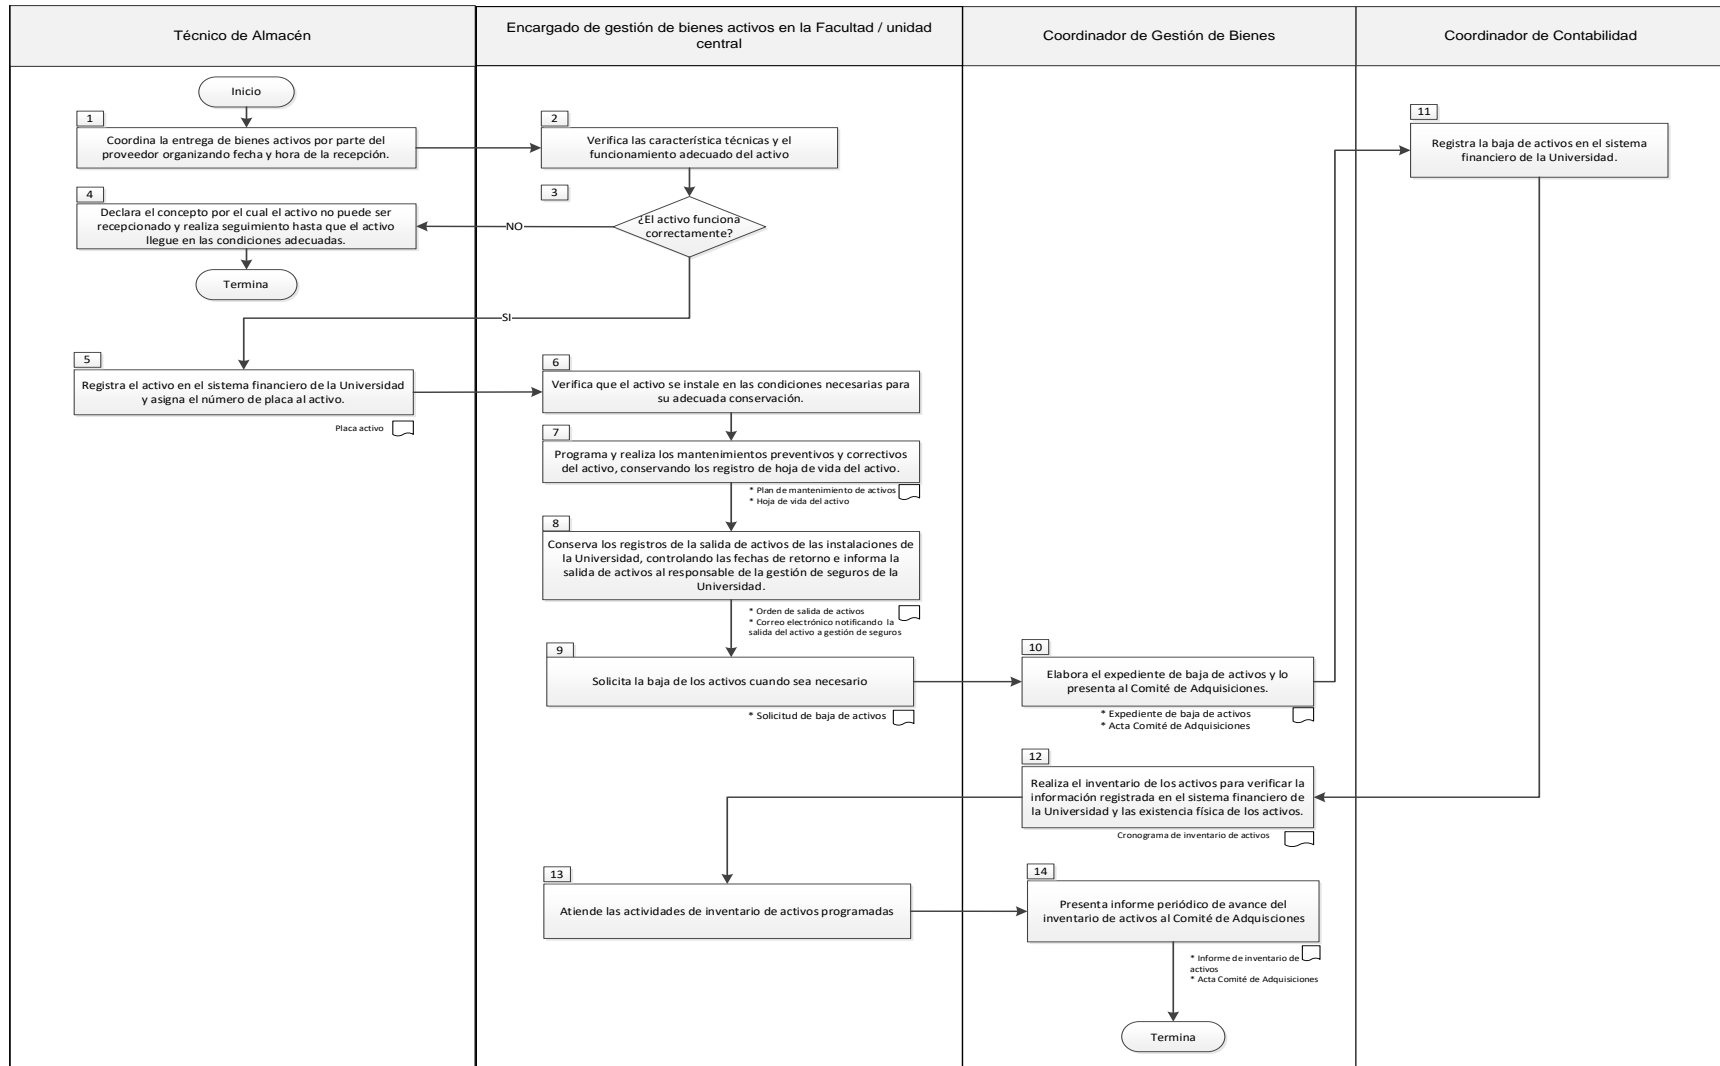 Técnico de Almacén
Encargado de gestión de bienes activos en la Facultad / unidad
central
Coordinador de Gestión de Bienes
Coordinador de Contabilidad
Inicio
1
Coordina la entrega de bienes activos por parte del
proveedor organizando fecha y hora de la recepción.
2
Verifica las característica técnicas y el
funcionamiento adecuado del activo
11
Registra la baja de activos en el sistema
financiero de la Universidad.
3
¿El activo funciona
correctamente?
NO
4
Declara el concepto por el cual el activo no puede ser
recepcionado y realiza seguimiento hasta que el activo
llegue en las condiciones adecuadas.
Termina
SI
5
Registra el activo en el sistema financiero de la Universidad
y asigna el número de placa al activo.
Placa activo
6
Verifica que el activo se instale en las condiciones necesarias para
su adecuada conservación.
7
Programa y realiza los mantenimientos preventivos y correctivos
del activo, conservando los registro de hoja de vida del activo.
* Plan de mantenimiento de activos
* Hoja de vida del activo
8
Conserva los registros de la salida de activos de las instalaciones de
la Universidad, controlando las fechas de retorno e informa la
salida de activos al responsable de la gestión de seguros de la
Universidad.
* Orden de salida de activos
* Correo electrónico notificando la
salida del activo a gestión de seguros
9
Solicita la baja de los activos cuando sea necesario
* Solicitud de baja de activos
10
Elabora el expediente de baja de activos y lo
presenta al Comité de Adquisiciones.
* Expediente de baja de activos
* Acta Comité de Adquisiciones
12
Realiza el inventario de los activos para verificar la
información registrada en el sistema financiero de
la Universidad y las existencia física de los activos.
Cronograma de inventario de activos
13
Atiende las actividades de inventario de activos programadas
14
Presenta informe periódico de avance del
inventario de activos al Comité de Adquisciones
* Informe de inventario de
activos
* Acta Comité de Adquisiciones
Termina